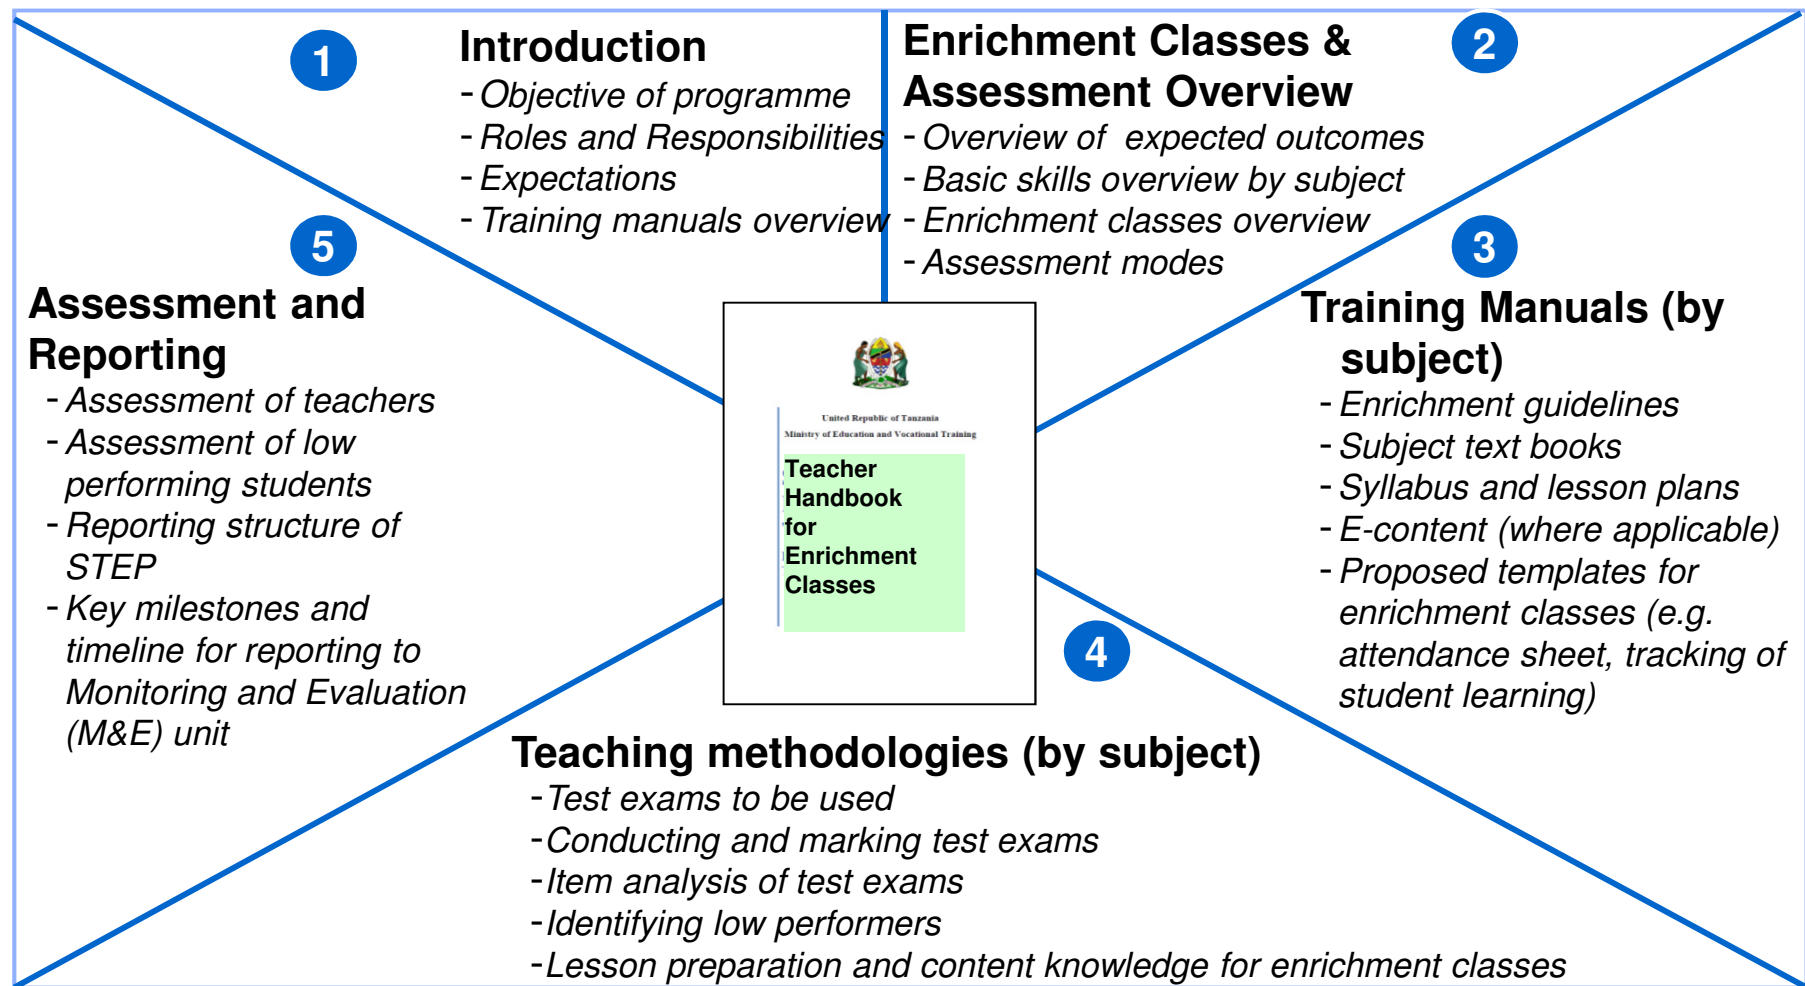 1
Introduction
- Objective of programme
- Roles and Responsibilities
- Expectations
- Training manuals overview
2
Enrichment Classes &
Assessment Overview
- Overview of  expected outcomes
- Basic skills overview by subject
- Enrichment classes overview
- Assessment modes
3
Training Manuals (by
subject)
- Enrichment guidelines
- Subject text books
- Syllabus and lesson plans
- E-content (where applicable)
- Proposed templates for
enrichment classes (e.g.
attendance sheet, tracking of
student learning)
4
Teaching methodologies (by subject)
- Test exams to be used
- Conducting and marking test exams
- Item analysis of test exams
- Identifying low performers
- Lesson preparation and content knowledge for enrichment classes
5
Assessment and
Reporting
- Assessment of teachers
- Assessment of low
performing students
- Reporting structure of
STEP
- Key milestones and
timeline for reporting to
Monitoring and Evaluation
(M&E) unit
United Republic of Tanzania
Ministry of Education and Vocational Training
Teacher
Handbook
for
Enrichment
Classes